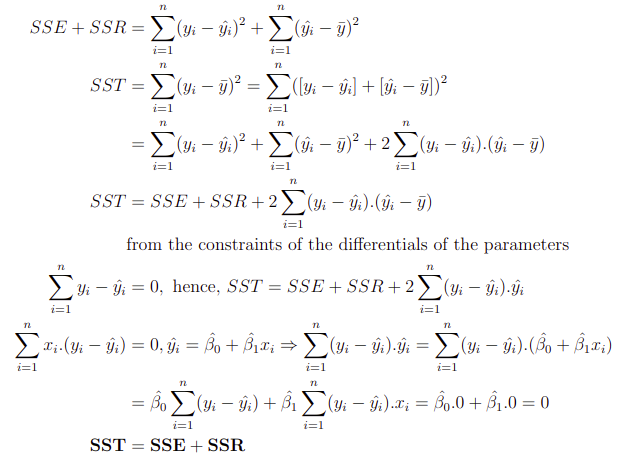 SSE + SSR = \sum_{i=1}^{n}(y_i - \hat{y}_i)^2 + \sum_{i=1}^{n}(\hat{y}_i - \bar{y})^2
SST = \sum_{i=1}^{n}(y_i - \bar{y})^2 = \sum_{i=1}^{n}([y_i - \hat{y}_i] + [\hat{y}_i - \bar{y}])^2
= \sum_{i=1}^{n}(y_i - \hat{y}_i)^2 + \sum_{i=1}^{n}(\hat{y}_i - \bar{y})^2 + 2\sum_{i=1}^{n}(y_i - \hat{y}_i).(\hat{y}_i - \bar{y})
SST = SSE + SSR + 2\sum_{i=1}^{n}(y_i - \hat{y}_i).(\hat{y}_i - \bar{y})
from the constraints of the differentials of the parameters
\sum_{i=1}^{n} y_i - \hat{y}_i = 0, hence, SST = SSE + SSR + 2\sum_{i=1}^{n}(y_i - \hat{y}_i).\hat{y}_i
\sum_{i=1}^{n} x_i.(y_i - \hat{y}_i) = 0, \hat{y}_i = \hat{\beta}_0 + \hat{\beta}_1 x_i ⇒ \sum_{i=1}^{n}(y_i - \hat{y}_i).\hat{y}_i = \sum_{i=1}^{n}(y_i - \hat{y}_i).(\hat{\beta}_0 + \hat{\beta}_1 x_i)
= \hat{\beta}_0 \sum_{i=1}^{n}(y_i - \hat{y}_i) + \hat{\beta}_1 \sum_{i=1}^{n}(y_i - \hat{y}_i).x_i = \hat{\beta}_0.0 + \hat{\beta}_1.0 = 0
SST = SSE + SSR